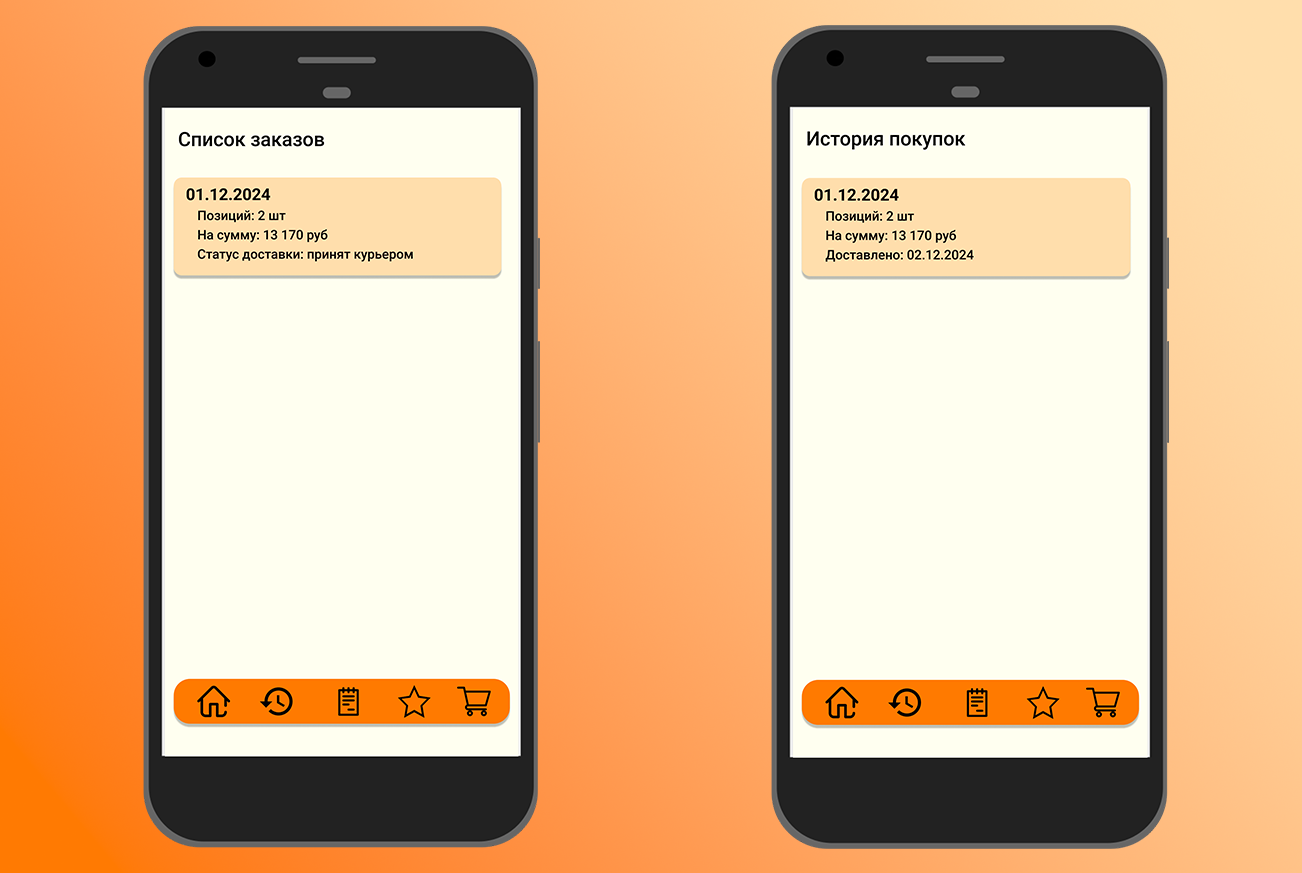 Список заказов
01.12.2024
Позиций: 2 шт
На сумму: 13 170 руб
Статус доставки: принят курьером
История покупок
01.12.2024
Позиций: 2 шт
На сумму: 13 170 руб
Доставлено: 02.12.2024